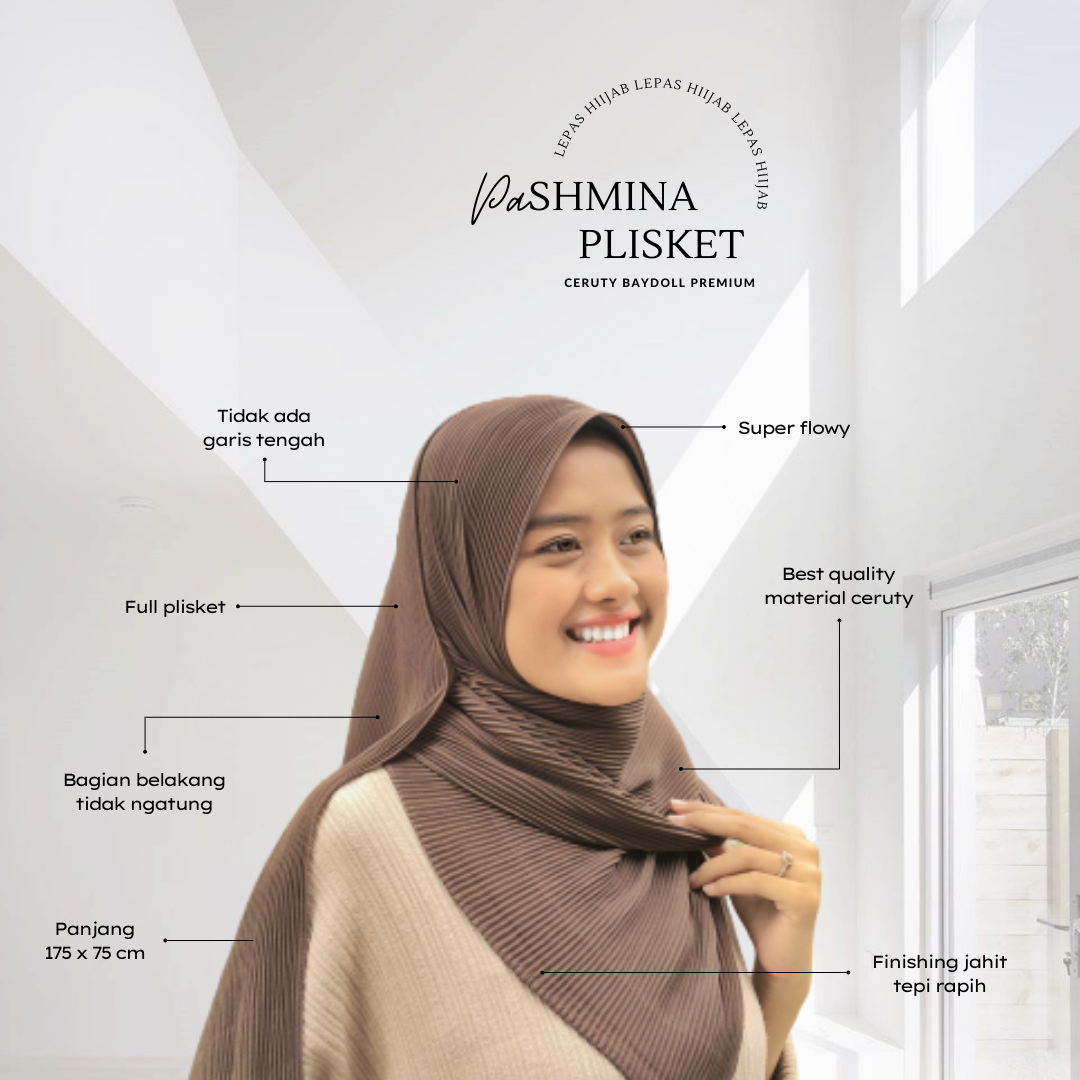 LEPAS HIIJAB LEPAS HIIJAB LEPAS HIIJAB
PaSHMINA
PLISKET
CERUTY BAYDOLL PREMIUM
Tidak ada
garis tengah
Super flowy
Full plisket
Best quality
material ceruty
Bagian belakang
tidak ngatung
Panjang
175 x 75 cm
Finishing jahit
tepi rapih